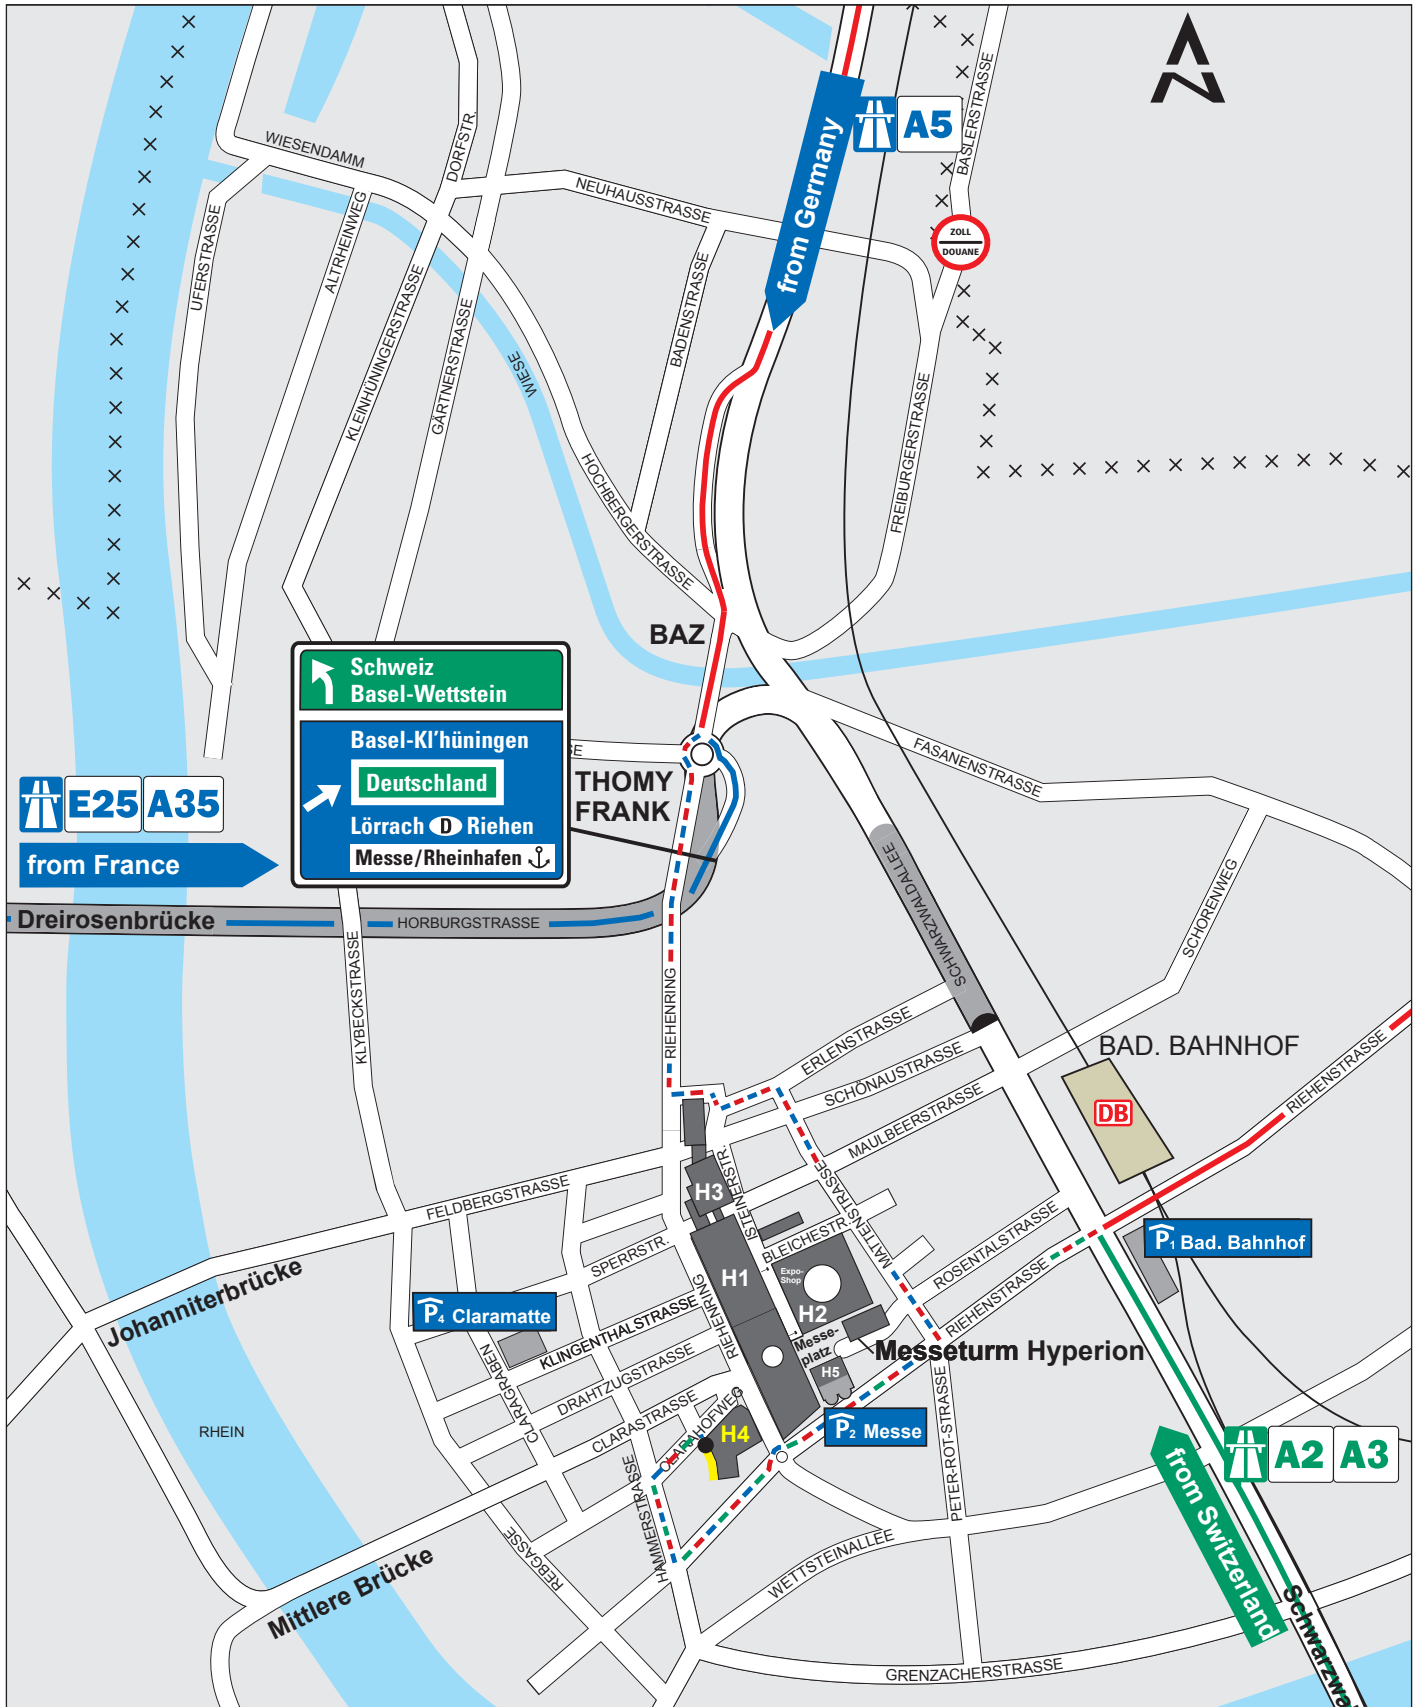 WIESENDAMM
DORFSTR.
BASLERSTRASSE
A5
from Germany
NEUHAUSSTRASSE
UFERSTRASSE
ALTRHEINWEG
KLEINHÜNINGERSTRASSE
GÄRTNERSTRASSE
BADENSTRASSE
ZOLL
DOUANE
WIESE
FREIBURGERSTRASSE
HOCHBERGERSTRASSE
BAZ
Schweiz
Basel-Wettstein
Basel-Kl'hüningen
Deutschland
Lörrach D Riehen
Messe/Rheinhafen
SE
THOMY
FRANK
FASANENSTRASSE
E25 A35
from France
SCHWARZWALDALLEE
SCHORENWEG
Dreirosenbrücke
HORBURGSTRASSE
KLYBECKSTRASSE
RIEHENRING
ERLENSTRASSE
SCHÖNAUSTRASSE
BAD. BAHNHOF
DB
RIEHENSTRASSE
MAULBEERSTRASSE
FELDBERGSTRASSE
H3
ISTEINERSTR.
MATTENSTRASSE
BLEICHESTR.
ROSENTALSTRASSE
P1 Bad. Bahnhof
SPERRSTR.
H1
Expo-
Shop
H2
RIEHENSTRASSE
Johanniterbrücke
P4 Claramatte
RIEHENRING
KLINGENTHALSTRASSE
Messe-
platz
Messeturm Hyperion
H5
CLARAGRABEN
DRAHTZUGSTRASSE
CLARASTRASSE
CLARAHOFWEG
H4
P2 Messe
PETER-ROT-STRASSE
RHEIN
HAMMERSTRASSE
A2 A3
from Switzerland
REBGASSE
WETTSTEINALLEE
Mittlere Brücke
GRENZACHERSTRASSE
Schwarzwa